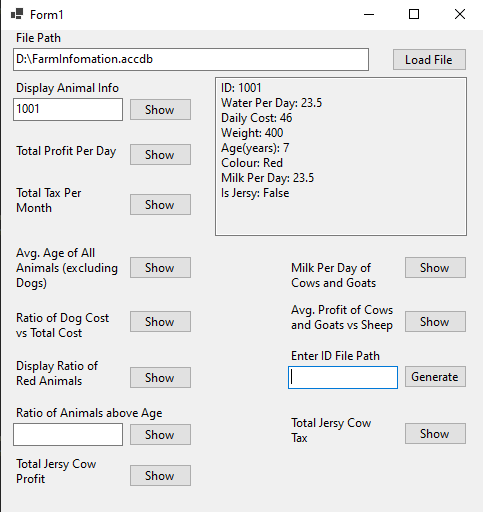 Form1
File Path
D:\FarmInfomation.accdb
Load File
Display Animal Info
1001
Show
ID: 1001
Water Per Day: 23.5
Daily Cost: 46
Weight: 400
Age(years): 7
Colour: Red
Milk Per Day: 23.5
Is Jersy: False
Total Profit Per Day
Show
Total Tax Per
Month
Show
Avg. Age of All
Animals (excluding
Dogs)
Show
Milk Per Day of
Cows and Goats
Show
Ratio of Dog Cost
vs Total Cost
Show
Avg. Profit of Cows
and Goats vs Sheep
Show
Enter ID File Path
Generate
Display Ratio of
Red Animals
Show
Ratio of Animals above Age
Show
Total Jersy Cow
Tax
Show
Total Jersy Cow
Profit
Show